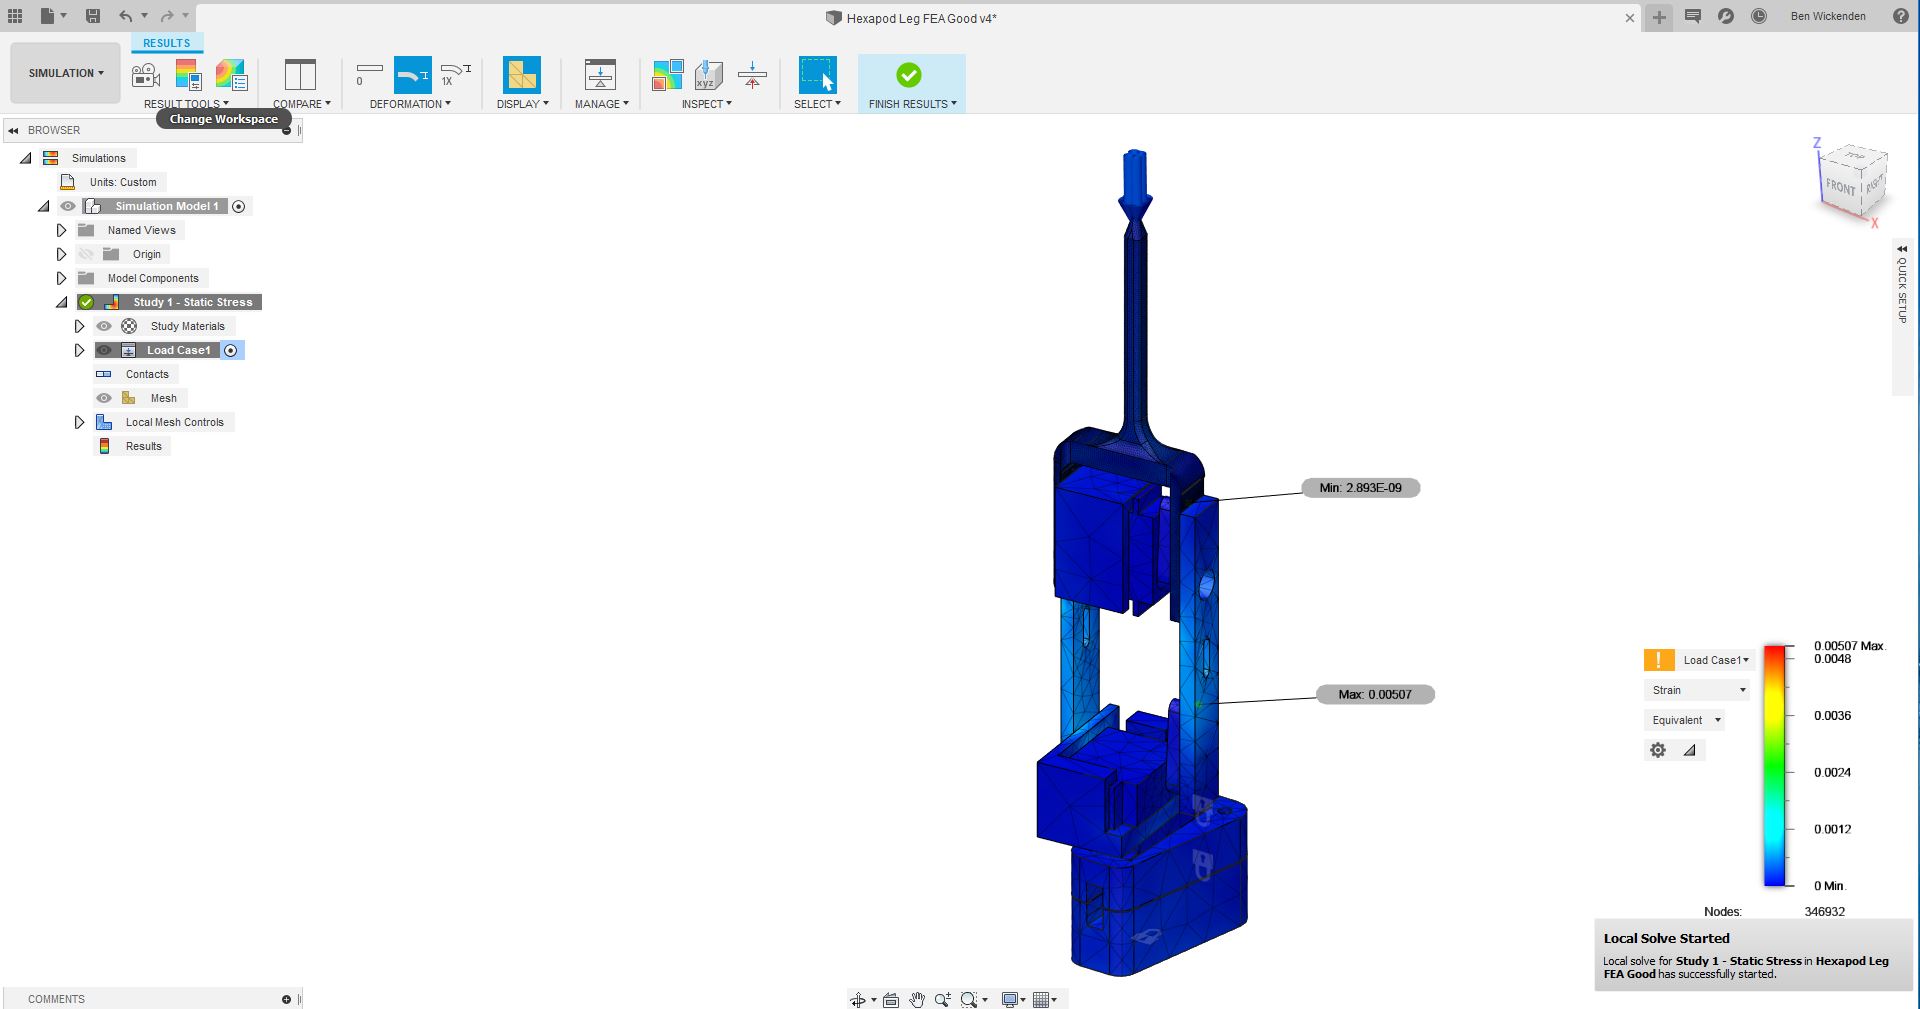 Hexapod Leg FEA Good v4*
Ben Wickenden
RESULTS
SIMULATION
0
1X
xyz
RESULT TOOLS
COMPARE
DEFORMATION
DISPLAY
MANAGE
INSPECT
SELECT
FINISH RESULTS
Change Workspace
BROWSER
Simulations
Units: Custom
Simulation Model 1
Named Views
Origin
Model Components
Study 1 - Static Stress
Study Materials
Load Case1
Contacts
Mesh
Local Mesh Controls
Results
Z
TOP
FRONT
RIGHT
X
QUICK SETUP
Min: 2.893E-09
Max: 0.00507
Load Case1
Strain
Equivalent
0.00507 Max.
0.0048
0.0036
0.0024
0.0012
0 Min.
Nodes: 346932
Local Solve Started
Local solve for Study 1 - Static Stress in Hexapod Leg
FEA Good has successfully started.
COMMENTS